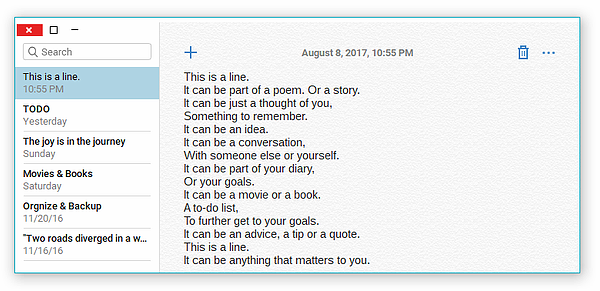 Search
This is a line.
10:55 PM
TODO
Yesterday
The joy is in the journey
Sunday
Movies & Books
Saturday
Orgnize & Backup
11/20/16
"Two roads diverged in a w...
11/16/16
August 8, 2017, 10:55 PM
This is a line.
It can be part of a poem. Or a story.
It can be just a thought of you,
Something to remember.
It can be an idea.
It can be a conversation,
With someone else or yourself.
It can be part of your diary,
Or your goals.
It can be a movie or a book.
A to-do list,
To further get to your goals.
It can be an advice, a tip or a quote.
This is a line.
It can be anything that matters to you.